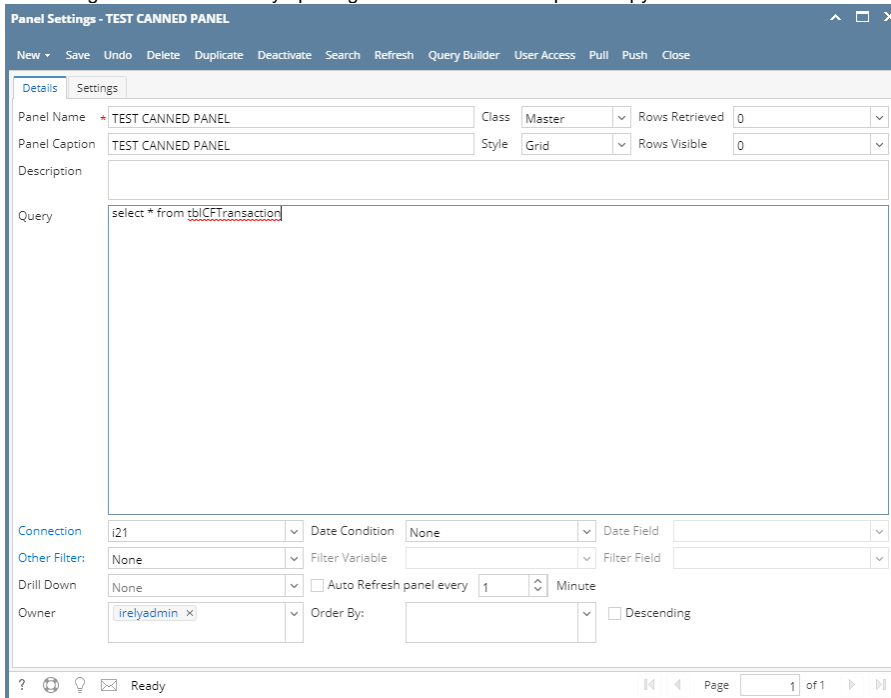 Panel Settings - TEST CANNED PANEL
New Save Undo Delete Duplicate Deactivate Search Refresh Query Builder User Access Pull Push Close
Details Settings
Panel Name * TEST CANNED PANEL Class Master Rows Retrieved 0
Panel Caption TEST CANNED PANEL Style Grid Rows Visible 0
Description
Query select * from tblCFTransaction
Connection i21 Date Condition None Date Field
Other Filter: None Filter Variable Filter Field
Drill Down None Auto Refresh panel every 1 Minute
Owner irelyadmin × Order By: Descending
? Ready Page 1 of 1